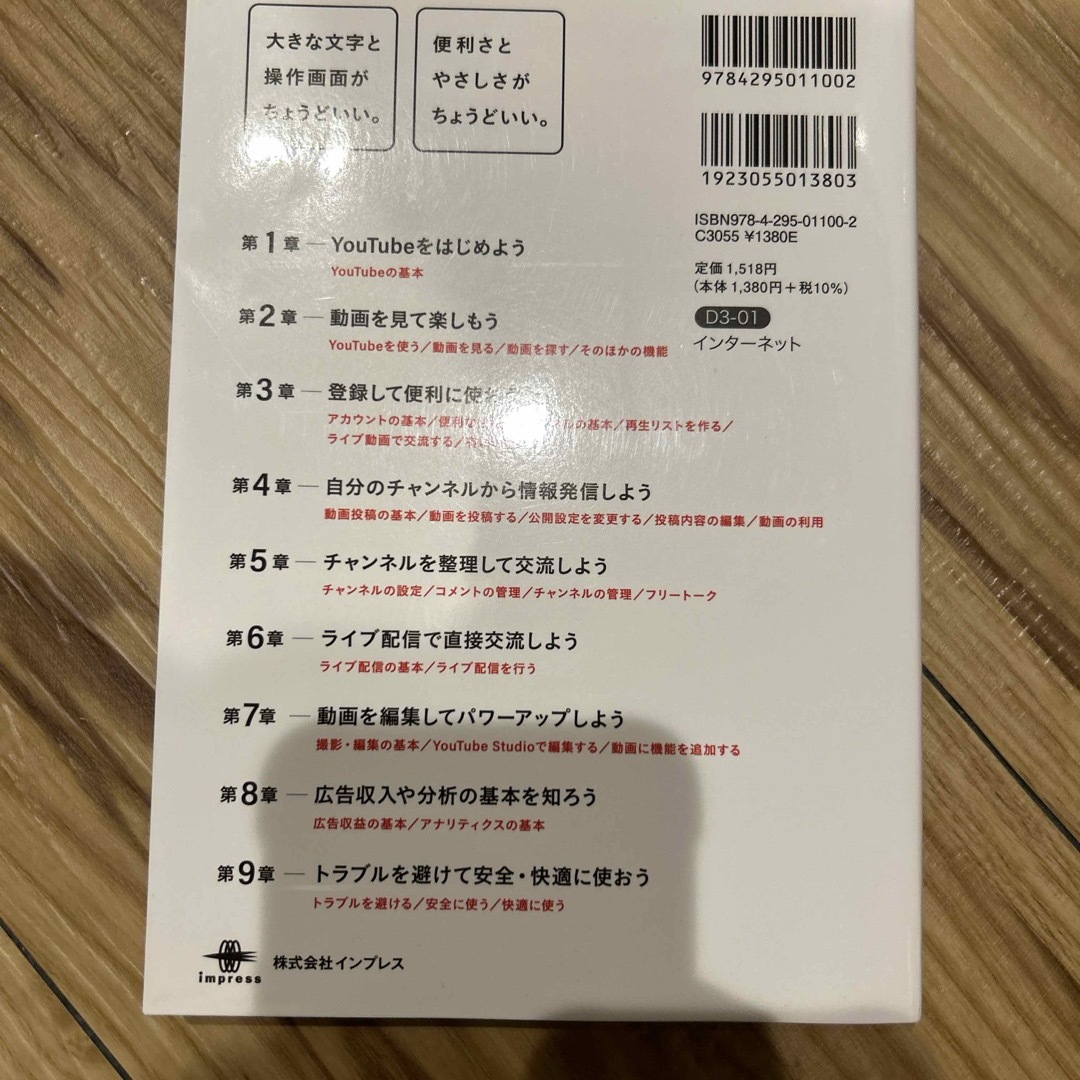 大きな文字と
操作画面が
ちょうどいい。
便利さと
やさしさが
ちょうどいい。
9784295011002
1923055013803
ISBN978-4-295-01100-2
C3055 ¥1380E
定価 1,518円
（本体 1,380円＋税10%）
D3-01
インターネット
第1章 ─ YouTubeをはじめよう
YouTubeの基本
第2章 ─ 動画を見て楽しもう
YouTubeを使う／動画を見る／動画を探す／そのほかの機能
第3章 ─ 登録して便利に使
アカウントの基本／便利な の基本／再生リストを作る／
ライブ動画で交流する／
第4章 ─ 自分のチャンネルから情報発信しよう
動画投稿の基本／動画を投稿する／公開設定を変更する／投稿内容の編集／動画の利用
第5章 ─ チャンネルを整理して交流しよう
チャンネルの設定／コメントの管理／チャンネルの管理／フリートーク
第6章 ─ ライブ配信で直接交流しよう
ライブ配信の基本／ライブ配信を行う
第7章 ─ 動画を編集してパワーアップしよう
撮影・編集の基本／YouTube Studioで編集する／動画に機能を追加する
第8章 ─ 広告収入や分析の基本を知ろう
広告収益の基本／アナリティクスの基本
第9章 ─ トラブルを避けて安全・快適に使おう
トラブルを避ける／安全に使う／快適に使う
impress
株式会社インプレス